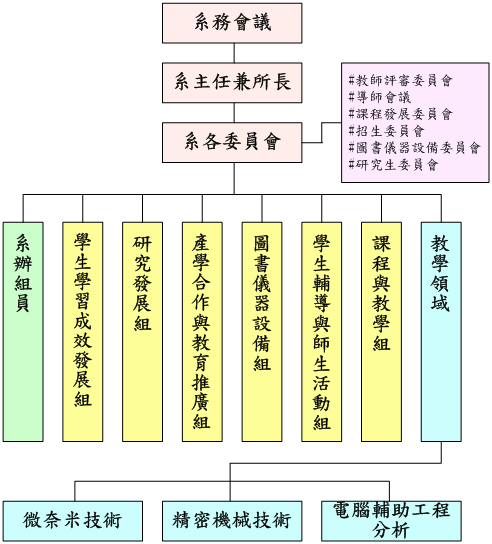 系務會議
系主任兼所長
系各委員會
#教師評審委員會
#導師會議
#課程發展委員會
#招生委員會
#圖書儀器設備委員會
#研究生委員會
系辦組員
學生學習成效發展組
研究發展組
產學合作與教育推廣組
圖書儀器設備組
學生輔導與師生活動組
課程與教學組
教學領域
微奈米技術
精密機械技術
電腦輔助工程
分析